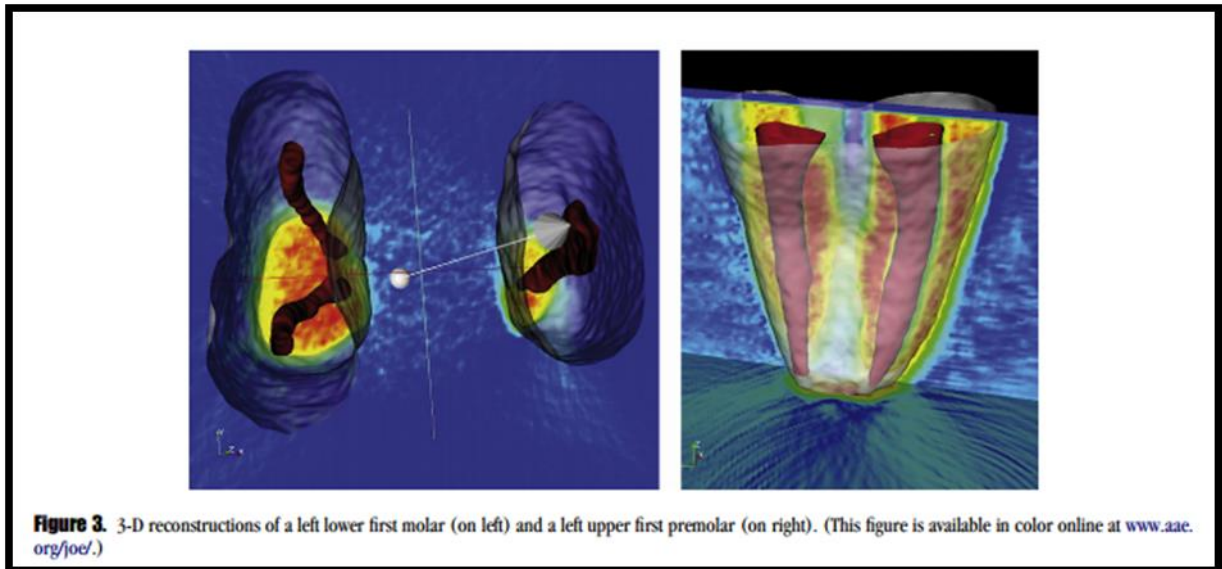 Figure 3. 3-D reconstructions of a left lower first molar (on left) and a left upper first premolar (on right). (This figure is available in color online at www.aae.
org/joe/.)